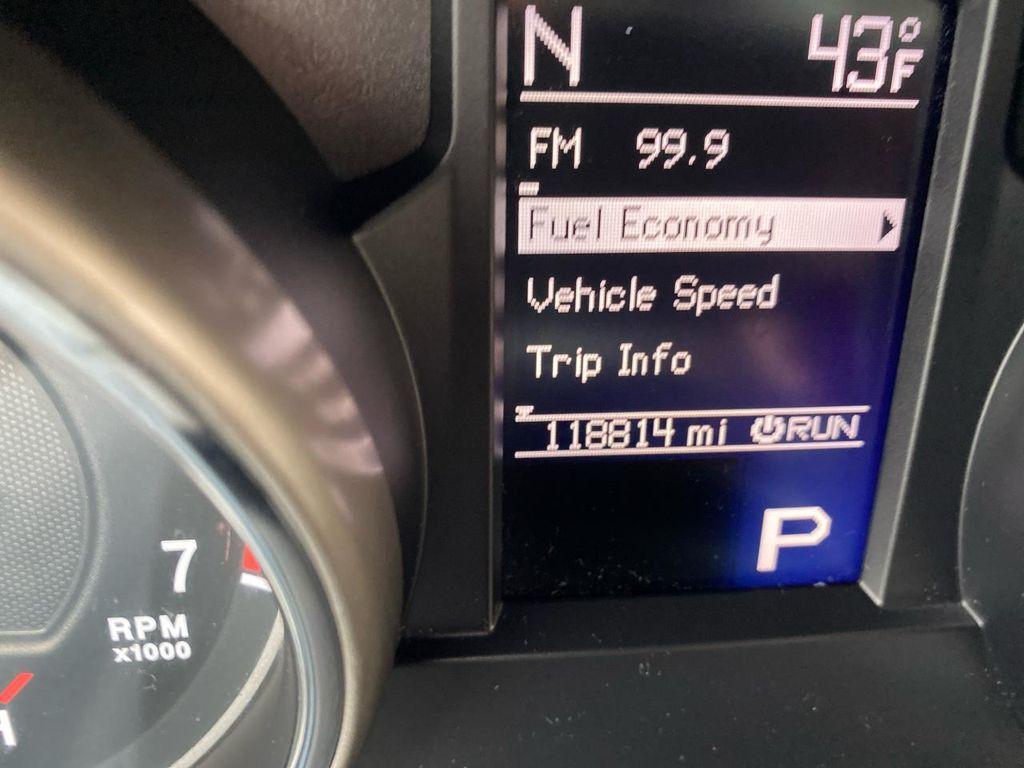 N 43°F
FM 99.9
Fuel Economy
Vehicle Speed
Trip Info
118814 mi RUN
P
7
RPM
x1000